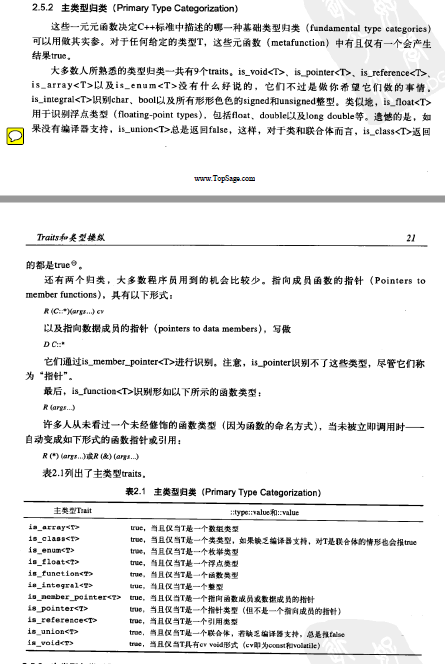 2.5.2 主类型归类（Primary Type Categorization）
这些一元元函数决定C++标准中描述的哪一种基础类型归类（fundamental type categories）
可以用做其实参。对于任何给定的类型T，这些元函数（metafunction）中有且仅有一个会产生
结果true。
大多数人所熟悉的类型归类一共有9个traits。is_void<T>、is_pointer<T>、is_reference<T>、
is_array<T>以及is_enum<T>没有什么好说的，它们不过是做你希望它们做的事情。
is_integral<T>识别char、bool以及所有形形色色的signed和unsigned整型。类似地，is_float<T>
用于识别浮点类型（floating-point types），包括float、double以及long double等。遗憾的是，如
果没有编译器支持，is_union<T>总是返回false，这样，对于类和联合体而言，is_class<T>返回
www.TopSage.com
Traits和类型操纵 21
的都是true⊖。
还有两个归类，大多数程序员用到的机会比较少。指向成员函数的指针（Pointers to
member functions），具有以下形式：
R (C::*)(args...) cv
以及指向数据成员的指针（pointers to data members），写做
D C::*
它们通过is_member_pointer<T>进行识别。注意，is_pointer识别不了这些类型，尽管它们称
为“指针”。
最后，is_function<T>识别形如以下所示的函数类型：
R (args...)
许多人从未看过一个未经修饰的函数类型（因为函数的命名方式），当未被立即调用时——
自动变成如下形式的函数指针或引用：
R (*) (args...)或R (&) (args...)
表2.1列出了主类型traits。
表2.1 主类型归类（Primary Type Categorization）
主类型Trait ::type::value和::value
is_array<T> true，当且仅当T是一个数组类型
is_class<T> true，当且仅当T是一个类类型，如果缺乏编译器支持，对T是联合体的情形也会报true
is_enum<T> true，当且仅当T是一个枚举类型
is_float<T> true，当且仅当T是一个浮点类型
is_function<T> true，当且仅当T是一个函数类型
is_integral<T> true，当且仅当T是一个整型
is_member_pointer<T> true，当且仅当T是一个指向函数成员或数据成员的指针
is_pointer<T> true，当且仅当T是一个指针类型（但不是一个指向成员的指针）
is_reference<T> true，当且仅当T是一个引用类型
is_union<T> true，当且仅当T是一个联合体，若缺乏编译器支持，总是报false
is_void<T> true，当且仅当T具有cv void形式（cv即为const和volatile）